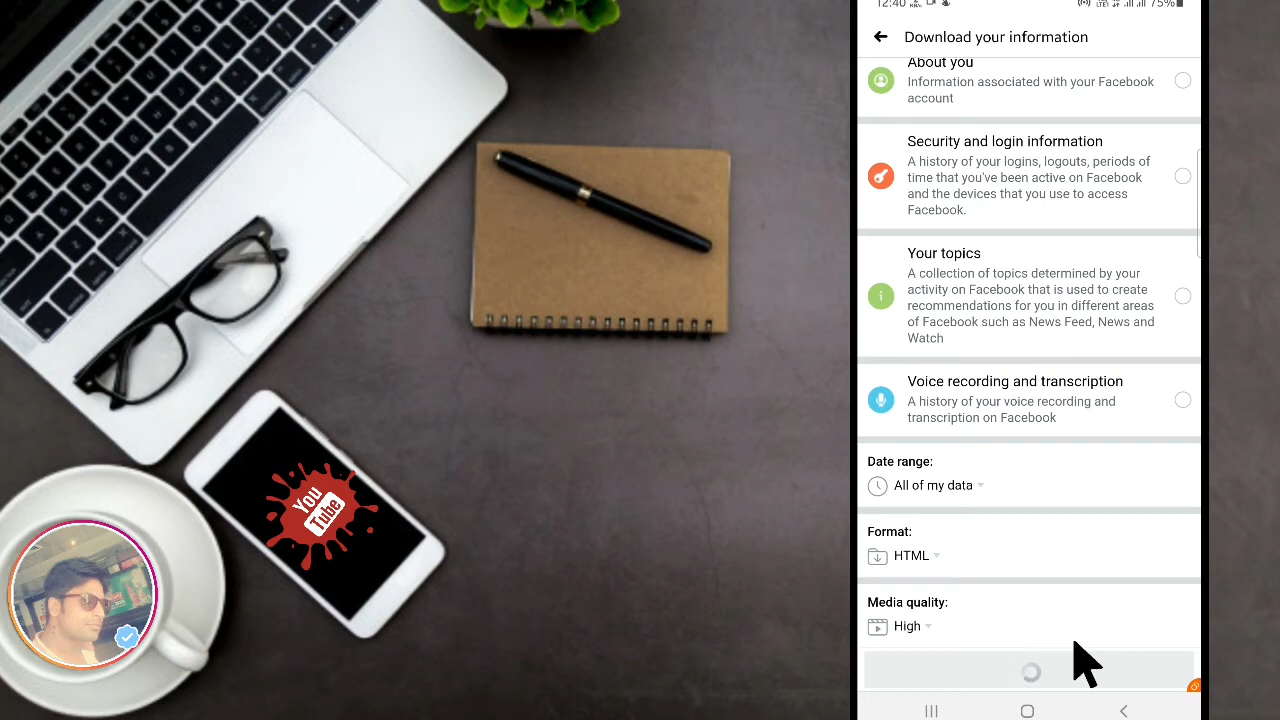 12:40
75%
Download your information
About you
Information associated with your Facebook
account
Security and login information
A history of your logins, logouts, periods of
time that you've been active on Facebook
and the devices that you use to access
Facebook.
Your topics
A collection of topics determined by your
activity on Facebook that is used to create
recommendations for you in different areas
of Facebook such as News Feed, News and
Watch
Voice recording and transcription
A history of your voice recording and
transcription on Facebook
Date range:
All of my data
Format:
HTML
Media quality:
High
You
Tube